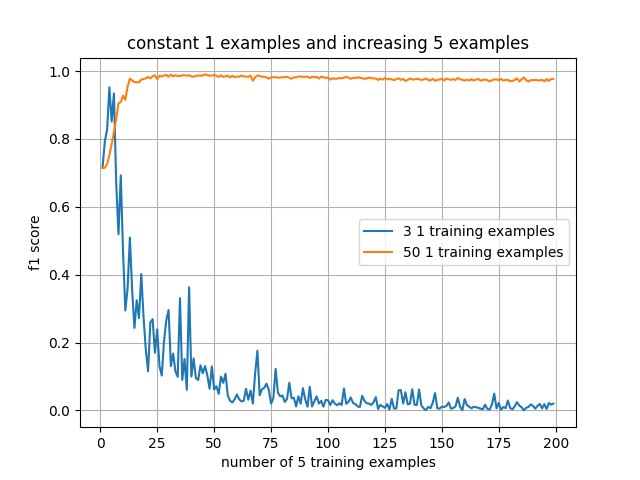 constant 1 examples and increasing 5 examples
f1 score
1.0
0.8
0.6
0.4
0.2
0.0
3 1 training examples
50 1 training examples
0 25 50 75 100 125 150 175 200
number of 5 training examples